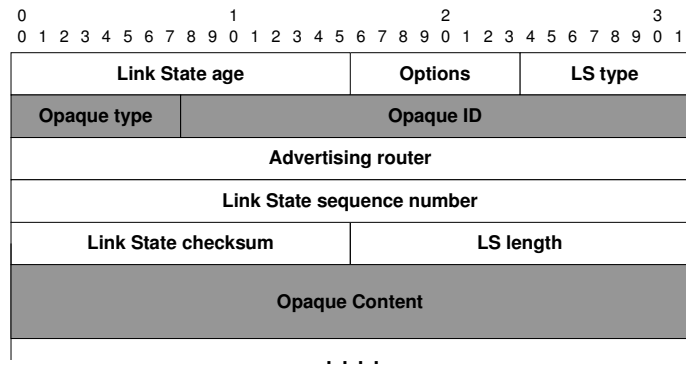 0 1 2 3
0 1 2 3 4 5 6 7 8 9 0 1 2 3 4 5 6 7 8 9 0 1 2 3 4 5 6 7 8 9 0 1
Link State age Options LS type
Opaque type Opaque ID
Advertising router
Link State sequence number
Link State checksum LS length
Opaque Content
. . . .